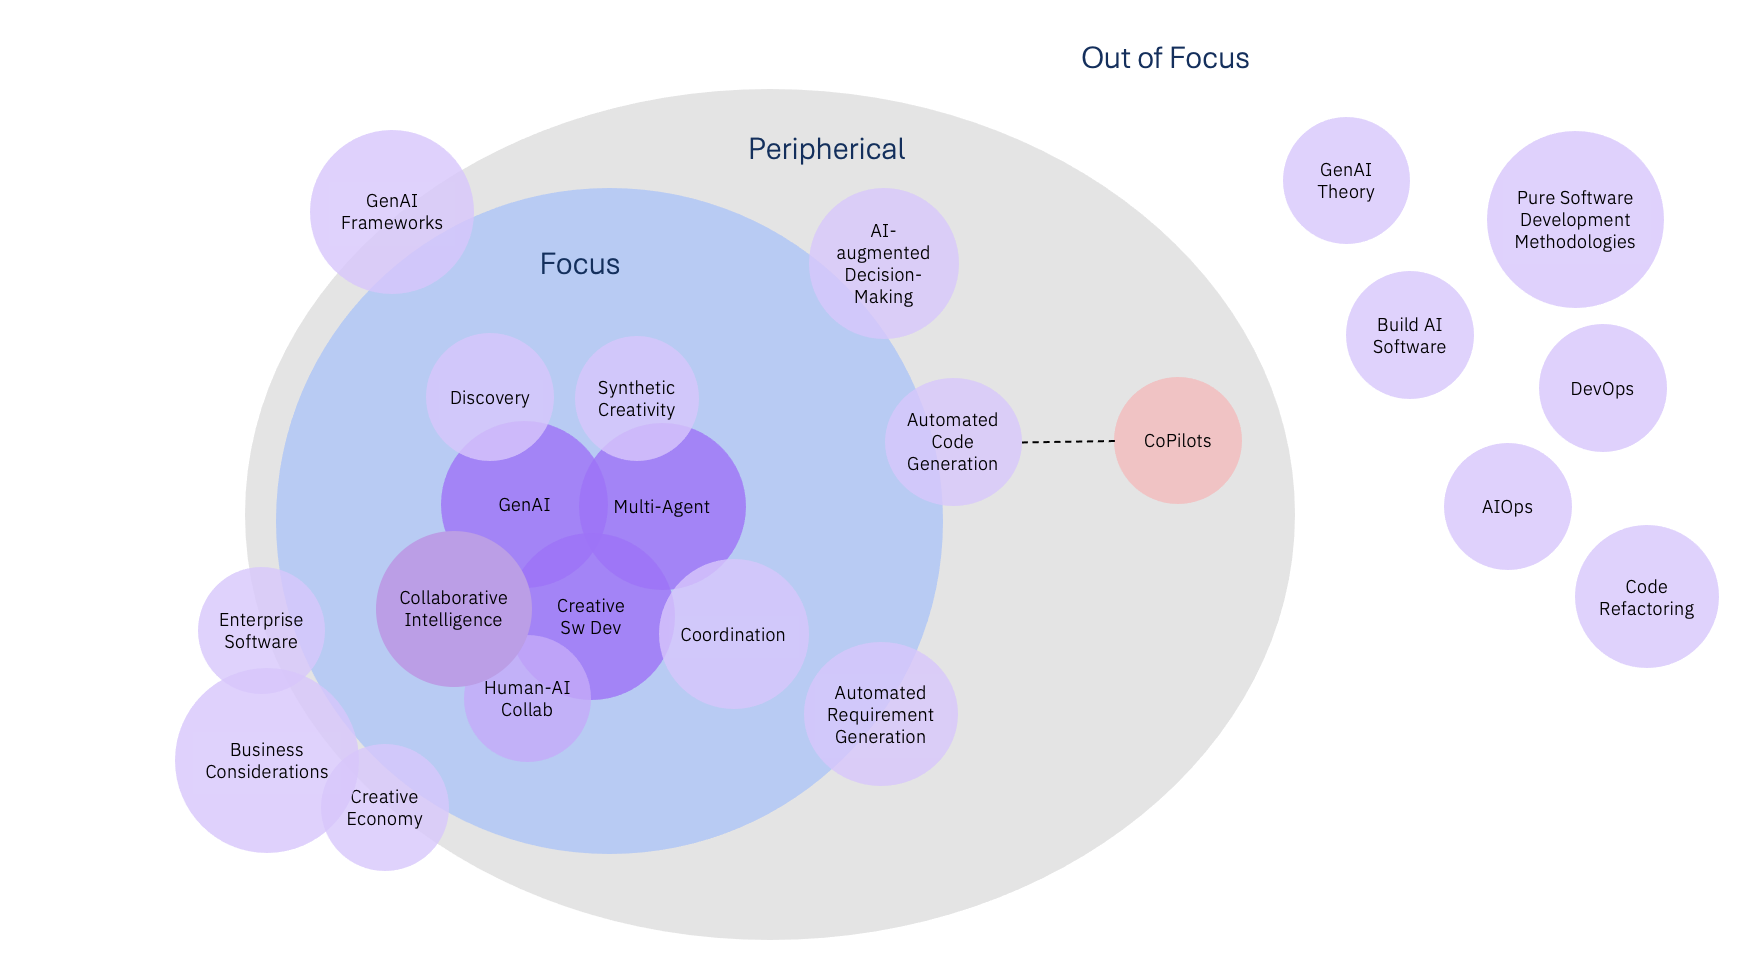 Out of Focus
Peripherical
Focus
GenAI
Frameworks
AI-
augmented
Decision-
Making
GenAI
Theory
Pure Software
Development
Methodologies
Build AI
Software
DevOps
Discovery
Synthetic
Creativity
Automated
Code
Generation
CoPilots
GenAI
Multi-Agent
AIOps
Collaborative
Intelligence
Creative
Sw Dev
Coordination
Code
Refactoring
Enterprise
Software
Human-AI
Collab
Automated
Requirement
Generation
Business
Considerations
Creative
Economy